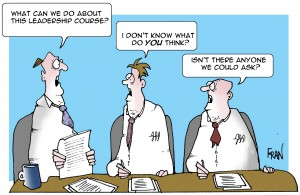 WHAT CAN WE DO ABOUT
THIS LEADERSHIP COURSE?
I DON'T KNOW WHAT
DO YOU THINK?
ISN'T THERE ANYONE
WE COULD ASK?
FRAN